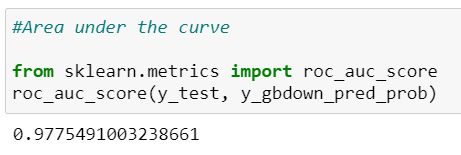 #Area under the curve
from sklearn.metrics import roc_auc_score
roc_auc_score(y_test, y_gbdown_pred_prob)
0.9775491003238661